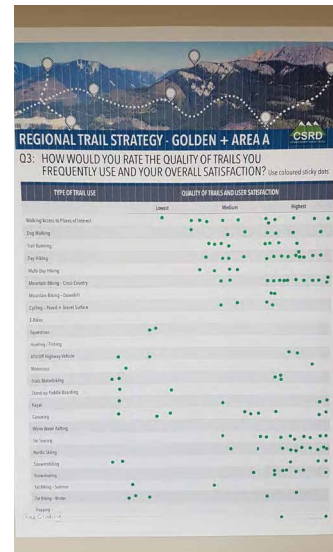 CSRD
REGIONAL TRAIL STRATEGY - GOLDEN + AREA A
Q3: HOW WOULD YOU RATE THE QUALITY OF TRAILS YOU
FREQUENTLY USE AND YOUR OVERALL SATISFACTION? Use coloured sticky dots
TYPE OF TRAIL USE QUALITY OF TRAILS AND USER SATISFACTION
Lowest Medium Highest
Walking Access to Places of Interest
Dog Walking
Trail Running
Day Hiking
Multi-Day Hiking
Mountain Biking - Cross Country
Mountain Biking - Downhill
Cycling - Paved + Gravel Surface
E-Bikes
Equestrian
Hunting / Fishing
ATV/Off Highway Vehicle
Motocross
Trials Motorbiking
Stand up Paddle Boarding
Kayak
Canoeing
White Water Rafting
Ski Touring
Nordic Skiing
Snowmobiling
Snowshoeing
Fat Biking - Summer
Fat Biking - Winter